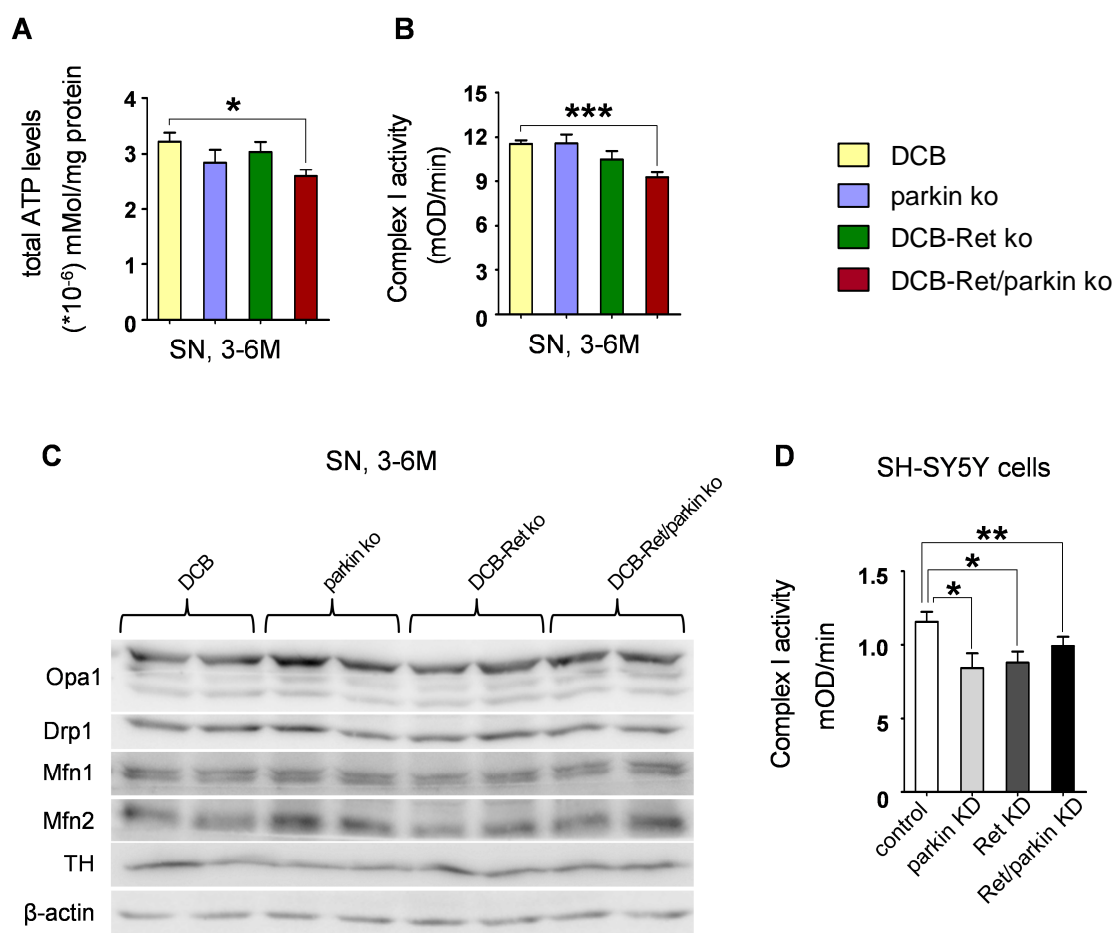 A
total ATP levels
(*10-6) mMol/mg protein
4
3
2
1
0
*
SN, 3-6M
B
Complex I activity
(mOD/min)
15
12
9
6
3
0
***
SN, 3-6M
DCB
parkin ko
DCB-Ret ko
DCB-Ret/parkin ko
C
SN, 3-6M
DCB
parkin ko
DCB-Ret ko
DCB-Ret/parkin ko
Opa1
Drp1
Mfn1
Mfn2
TH
β-actin
D
SH-SY5Y cells
Complex I activity
mOD/min
1.5
1.0
5
0
**
*
*
control
parkin KD
Ret KD
Ret/parkin KD